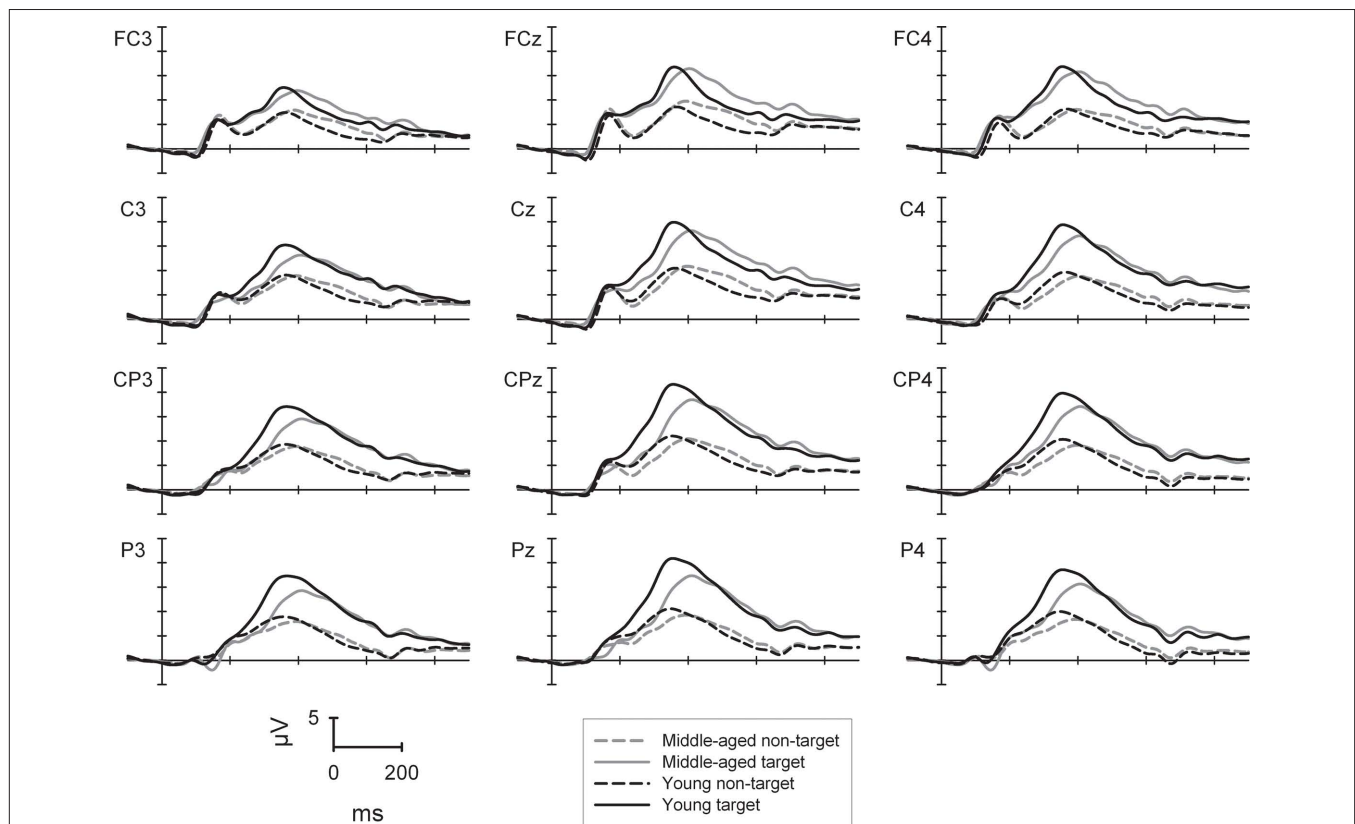 FC3
FCz
FC4
C3
Cz
C4
CP3
CPz
CP4
P3
Pz
P4
µV
5
0 200
ms
Middle-aged non-target
Middle-aged target
Young non-target
Young target